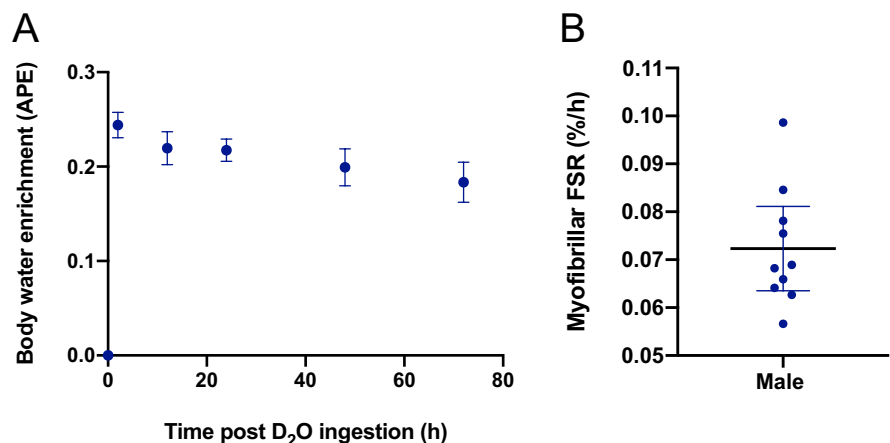 A
Body water enrichment (APE)
0.3
0.2
0.1
0.0
0 20 40 60 80
Time post D₂O ingestion (h)
B
Myofibrillar FSR (%/h)
0.11
0.10
0.09
0.08
0.07
0.06
0.05
Male